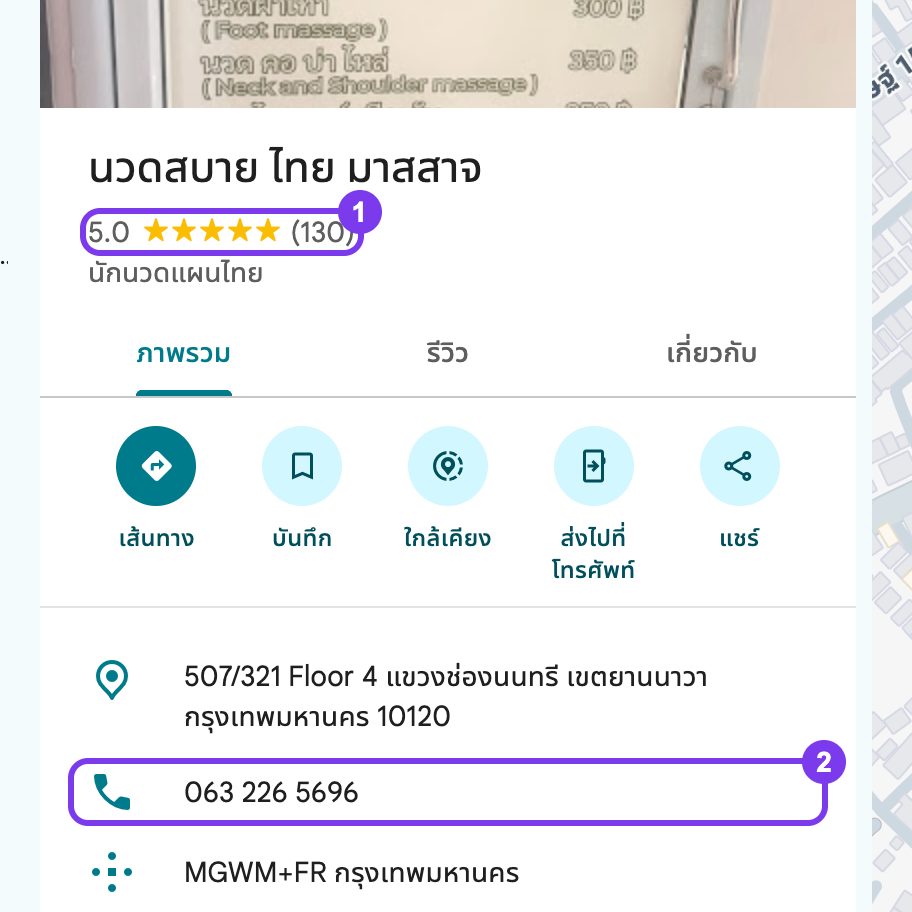 นวดฝ่าเท้า 300 ฿
( Foot massage )
นวด คอ บ่า ไหล่ 350 ฿
( Neck and Shoulder massage )
นวดสบาย ไทย มาสสาจ
1
5.0 ★★★★★ (130)
นักนวดแผนไทย
ภาพรวม รีวิว เกี่ยวกับ
เส้นทาง บันทึก ใกล้เคียง ส่งไปที่ แชร์
โทรศัพท์
507/321 Floor 4 แขวงช่องนนทรี เขตยานนาวา
กรุงเทพมหานคร 10120
2
063 226 5696
MGWM+FR กรุงเทพมหานคร